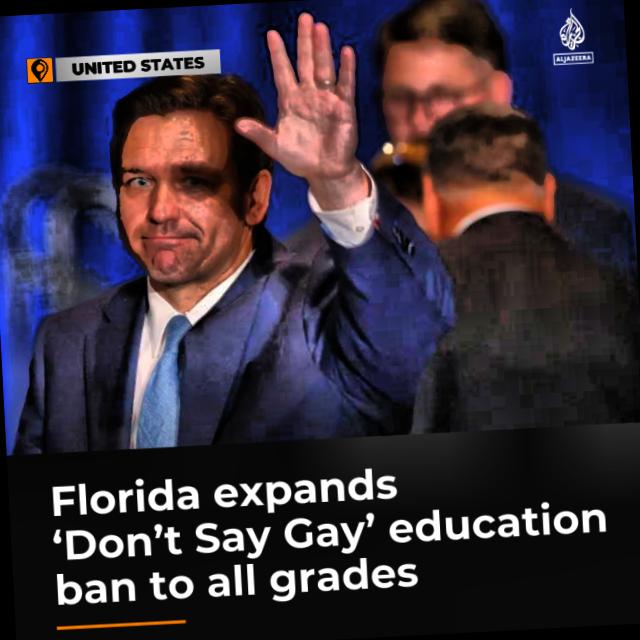 UNITED STATES
ALJAZEERA
Florida expands
‘Don’t Say Gay’ education
ban to all grades